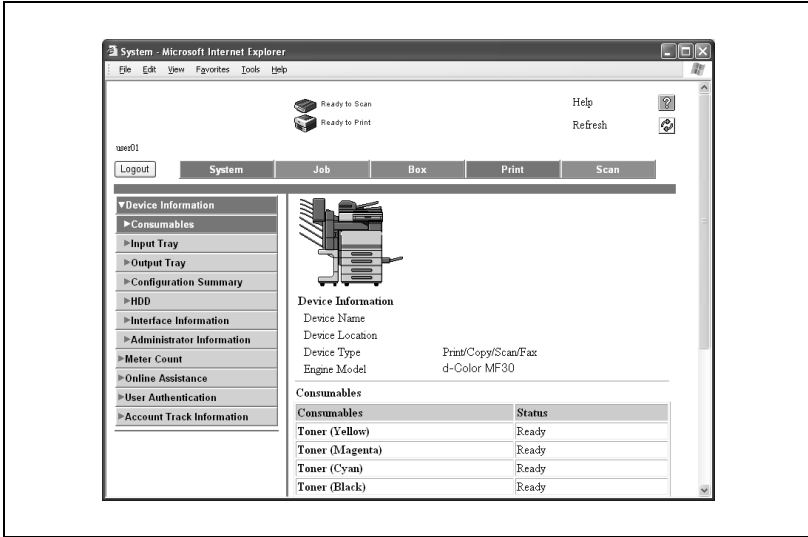 System - Microsoft Internet Explorer
File Edit View Favorites Tools Help
Ready to Scan
Ready to Print
Help
Refresh
user01
Logout System Job Box Print Scan
Device Information
Consumables
Input Tray
Output Tray
Configuration Summary
HDD
Interface Information
Administrator Information
Meter Count
Online Assistance
User Authentication
Account Track Information
Device Information
Device Name
Device Location
Device Type Print/Copy/Scan/Fax
Engine Model d-Color MF30
Consumables
Consumables Status
Toner (Yellow) Ready
Toner (Magenta) Ready
Toner (Cyan) Ready
Toner (Black) Ready